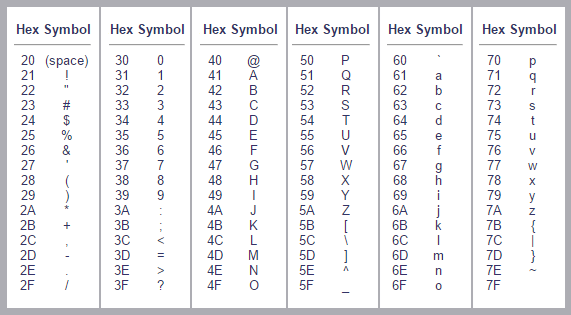 Hex Symbol Hex Symbol Hex Symbol Hex Symbol Hex Symbol Hex Symbol
20 (space) 30 0 40 @ 50 P 60 ` 70 p
21 ! 31 1 41 A 51 Q 61 a 71 q
22 " 32 2 42 B 52 R 62 b 72 r
23 # 33 3 43 C 53 S 63 c 73 s
24 $ 34 4 44 D 54 T 64 d 74 t
25 % 35 5 45 E 55 U 65 e 75 u
26 & 36 6 46 F 56 V 66 f 76 v
27 ' 37 7 47 G 57 W 67 g 77 w
28 ( 38 8 48 H 58 X 68 h 78 x
29 ) 39 9 49 I 59 Y 69 i 79 y
2A * 3A : 4A J 5A Z 6A j 7A z
2B + 3B ; 4B K 5B [ 6B k 7B {
2C , 3C < 4C L 5C \ 6C l 7C |
2D - 3D = 4D M 5D ] 6D m 7D }
2E . 3E > 4E N 5E ^ 6E n 7E ~
2F / 3F ? 4F O 5F _ 6F o 7F